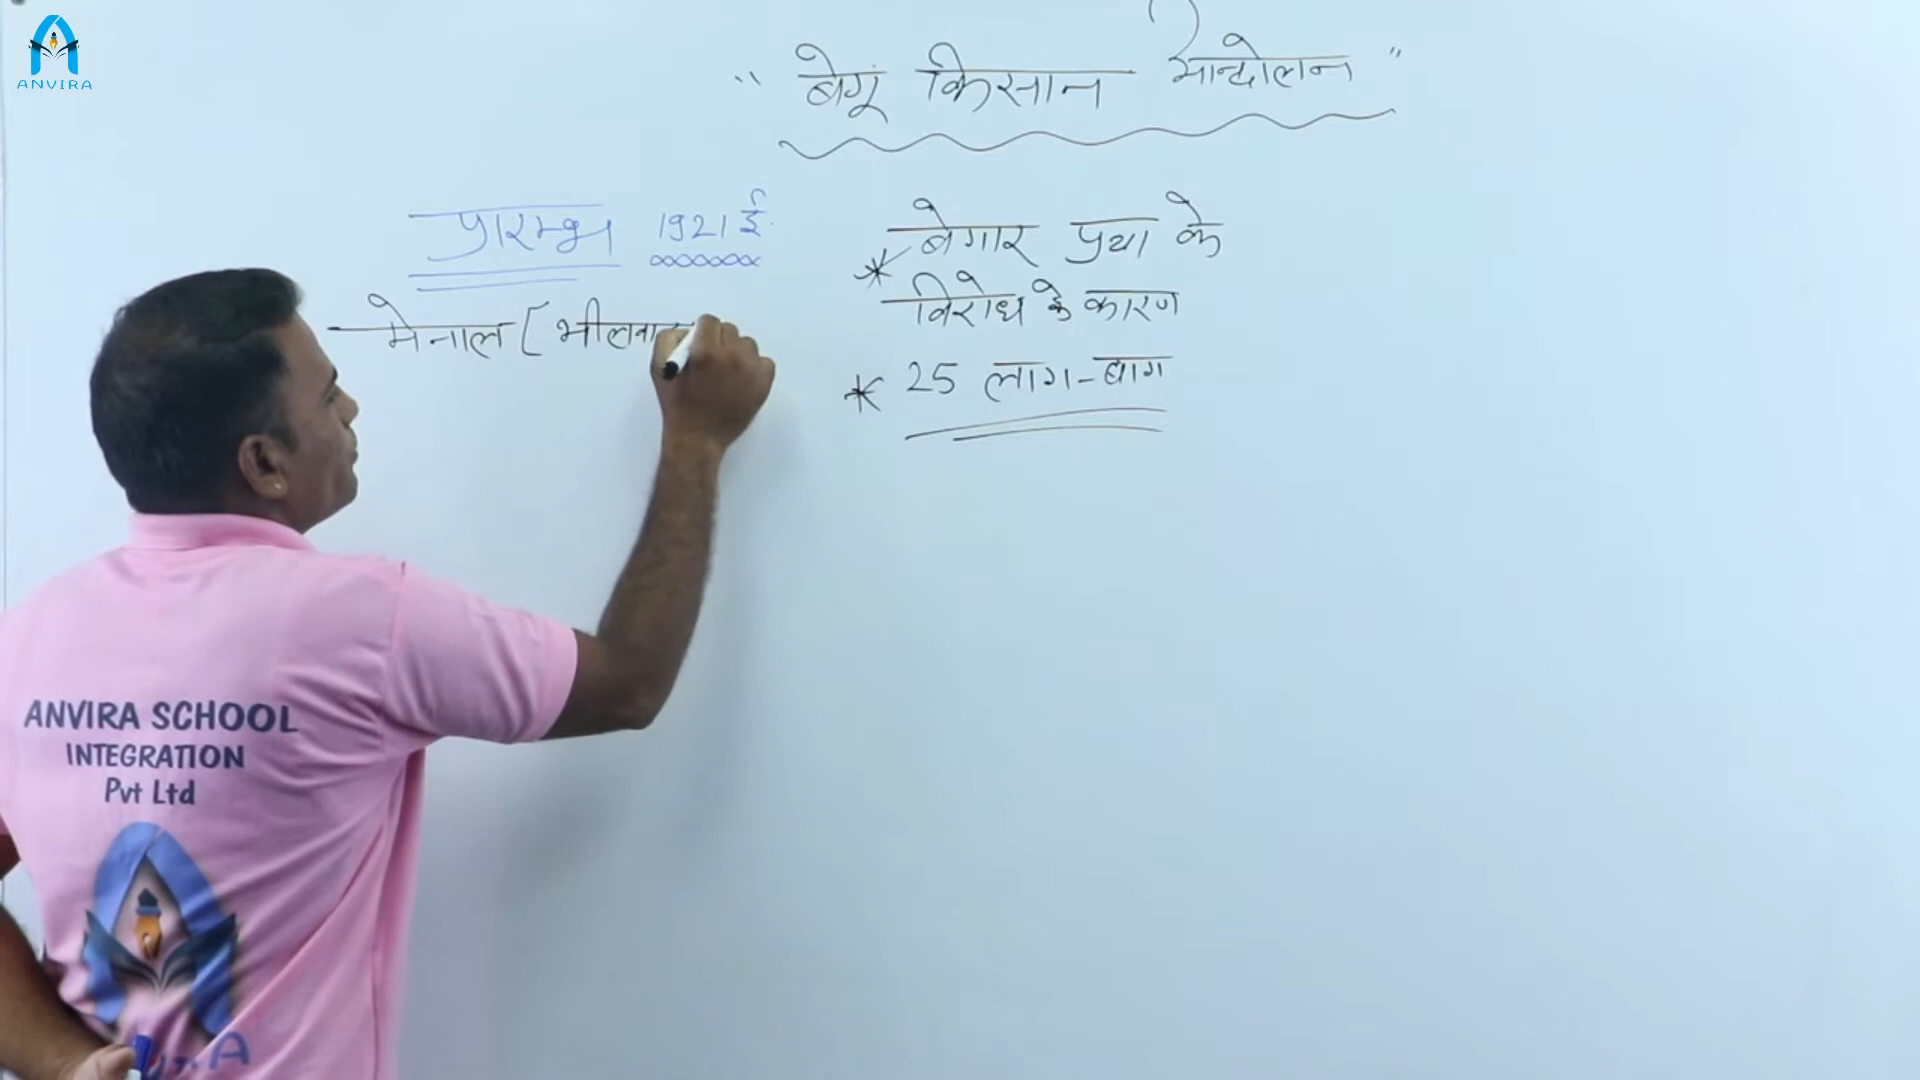 ANVIRA
" बेगूं किसान आन्दोलन "
प्रारम्भ 1921 ई.
मेनाल [ भीलवा
* बेगार प्रथा के
विरोध के कारण
* 25 लाग-बाग
ANVIRA SCHOOL
INTEGRATION
Pvt Ltd